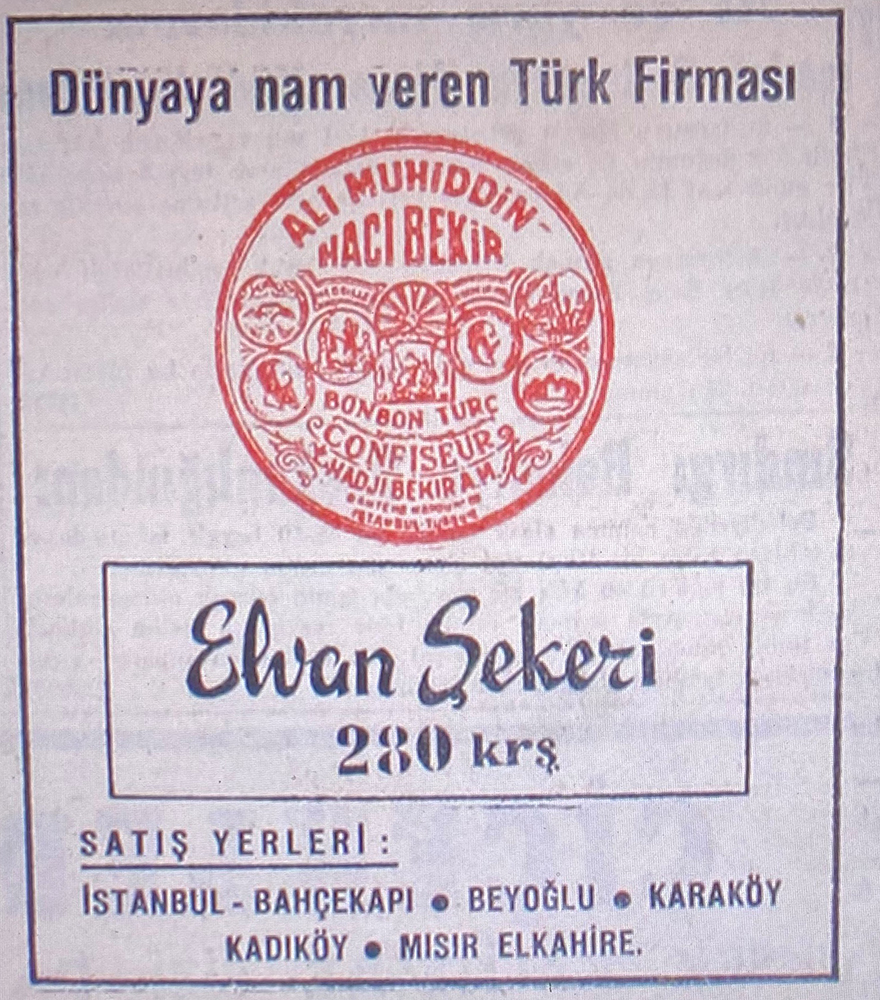 Dünyaya nam veren Türk Firması
ALİ MUHİDDİN
HACI BEKİR
BONBON TURC
CONFISEUR
HADJI BEKIR A.M.
ISTANBUL-
Elvan Şekeri
280 krş
SATIŞ YERLERİ :
İSTANBUL - BAHÇEKAPI • BEYOĞLU • KARAKÖY
KADIKÖY • MISIR ELKAHİRE.